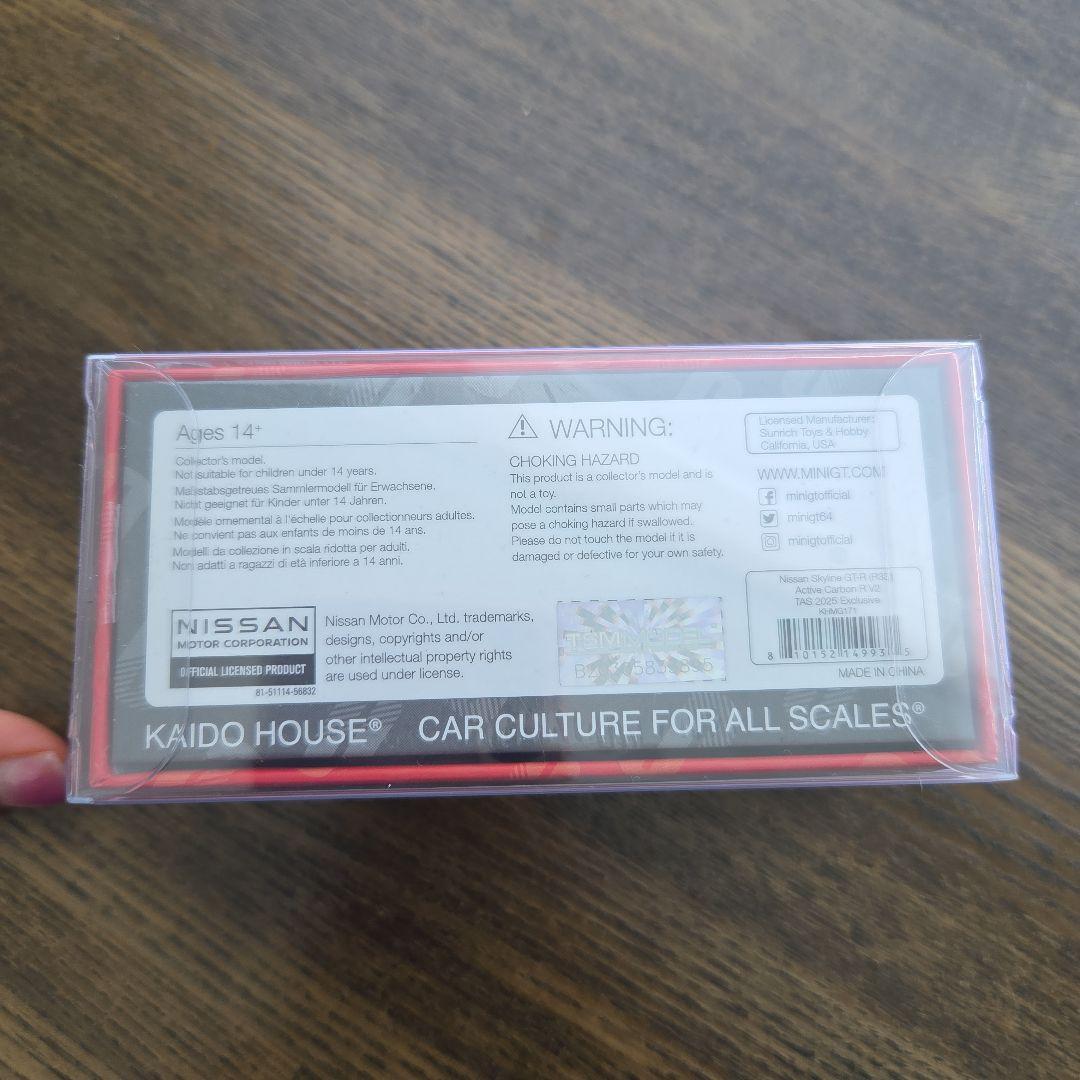 Ages 14+
Collector's model.
Not suitable for children under 14 years.
Maßstabsgetreues Sammlermodell für Erwachsene.
Nicht geeignet für Kinder unter 14 Jahren.
Modèle ornemental à l'échelle pour collectionneurs adultes.
Ne convient pas aux enfants de moins de 14 ans.
Modelli da collezione in scala ridotta per adulti.
Non adatti a ragazzi di età inferiore a 14 anni.
WARNING:
CHOKING HAZARD
This product is a collector's model and is
not a toy.
Model contains small parts which may
pose a choking hazard if swallowed.
Please do not touch the model if it is
damaged or defective for your own safety.
Licensed Manufacturer:
Sunrich Toys & Hobby
California, USA
WWW.MINIGT.COM
minigtofficial
minigt64
minigtofficial
NISSAN
MOTOR CORPORATION
OFFICIAL LICENSED PRODUCT
81-51114-56832
Nissan Motor Co., Ltd. trademarks,
designs, copyrights and/or
other intellectual property rights
are used under license.
TSMMODEL
Nissan Skyline GT-R (R32)
Active Carbon R V2
TAS 2025 Exclusive
KHMG171
8 10152 14993 5
MADE IN CHINA
KAIDO HOUSE® CAR CULTURE FOR ALL SCALES®